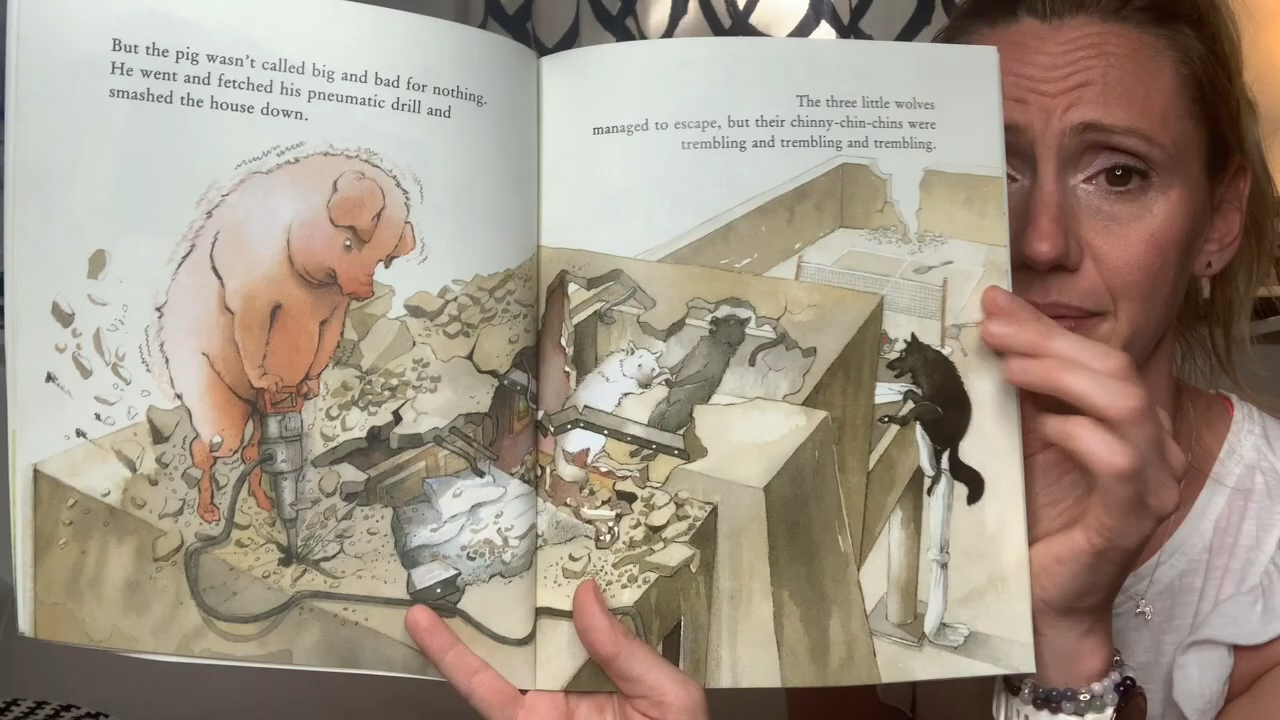 But the pig wasn't called big and bad for nothing.
He went and fetched his pneumatic drill and
smashed the house down.
The three little wolves
managed to escape, but their chinny-chin-chins were
trembling and trembling and trembling.